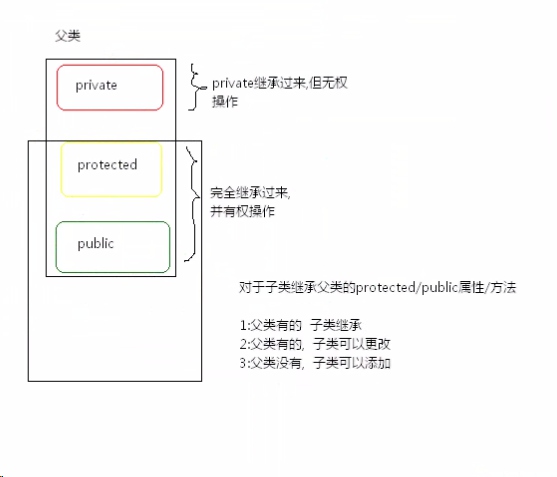 父类
private
private继承过来,但无权
操作
protected
完全继承过来,
并有权操作
public
对于子类继承父类的protected/public属性/方法
1:父类有的  子类继承
2:父类有的,  子类可以更改
3:父类没有,  子类可以添加